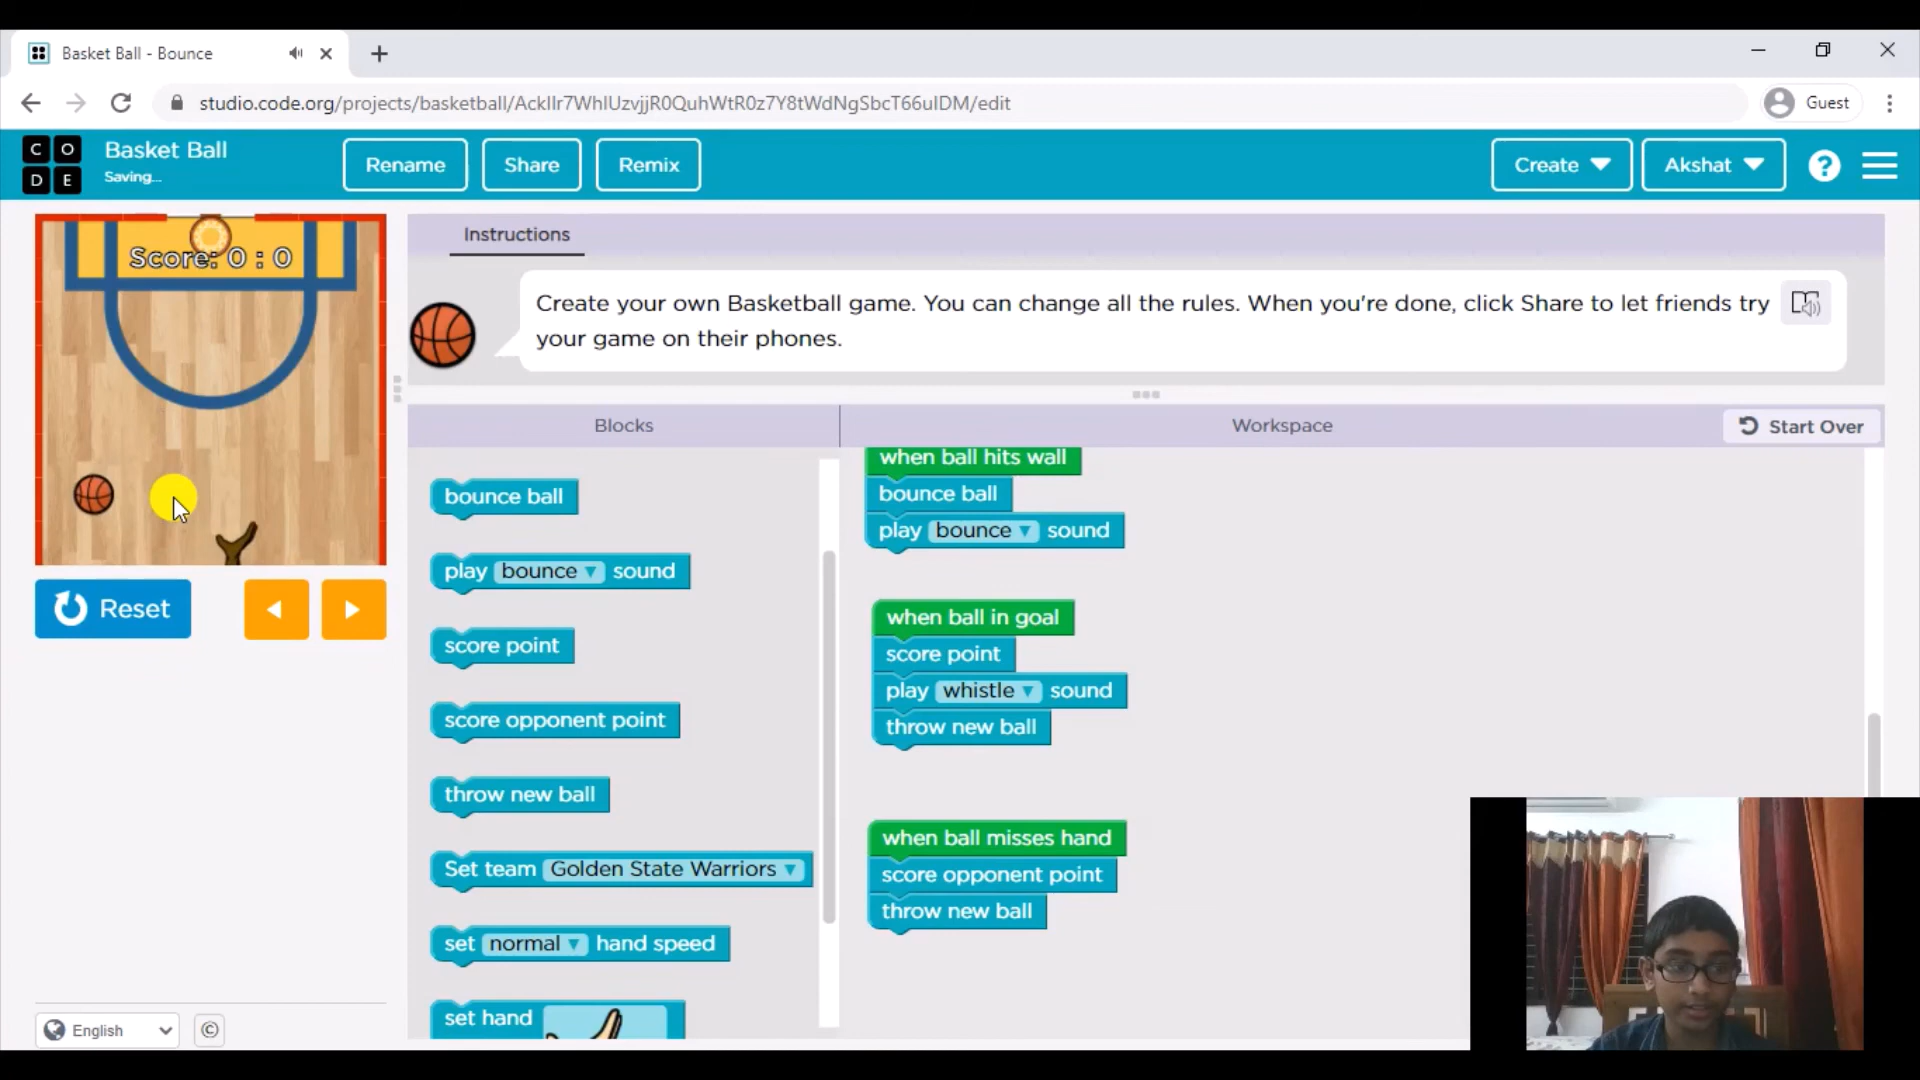 Basket Ball - Bounce
studio.code.org/projects/basketball/AckIIr7WhlUzvjjR0QuhWtR0z7Y8tWdNgSbcT66uIDM/edit
Guest
C O
D E
Basket Ball
Saving...
Rename
Share
Remix
Create
Akshat
?
Score: 0 : 0
Instructions
Create your own Basketball game. You can change all the rules. When you're done, click Share to let friends try
your game on their phones.
Reset
Blocks
Workspace
Start Over
bounce ball
play bounce sound
score point
score opponent point
throw new ball
Set team Golden State Warriors
set normal hand speed
set hand
when ball hits wall
bounce ball
play bounce sound
when ball in goal
score point
play whistle sound
throw new ball
when ball misses hand
score opponent point
throw new ball
English
©